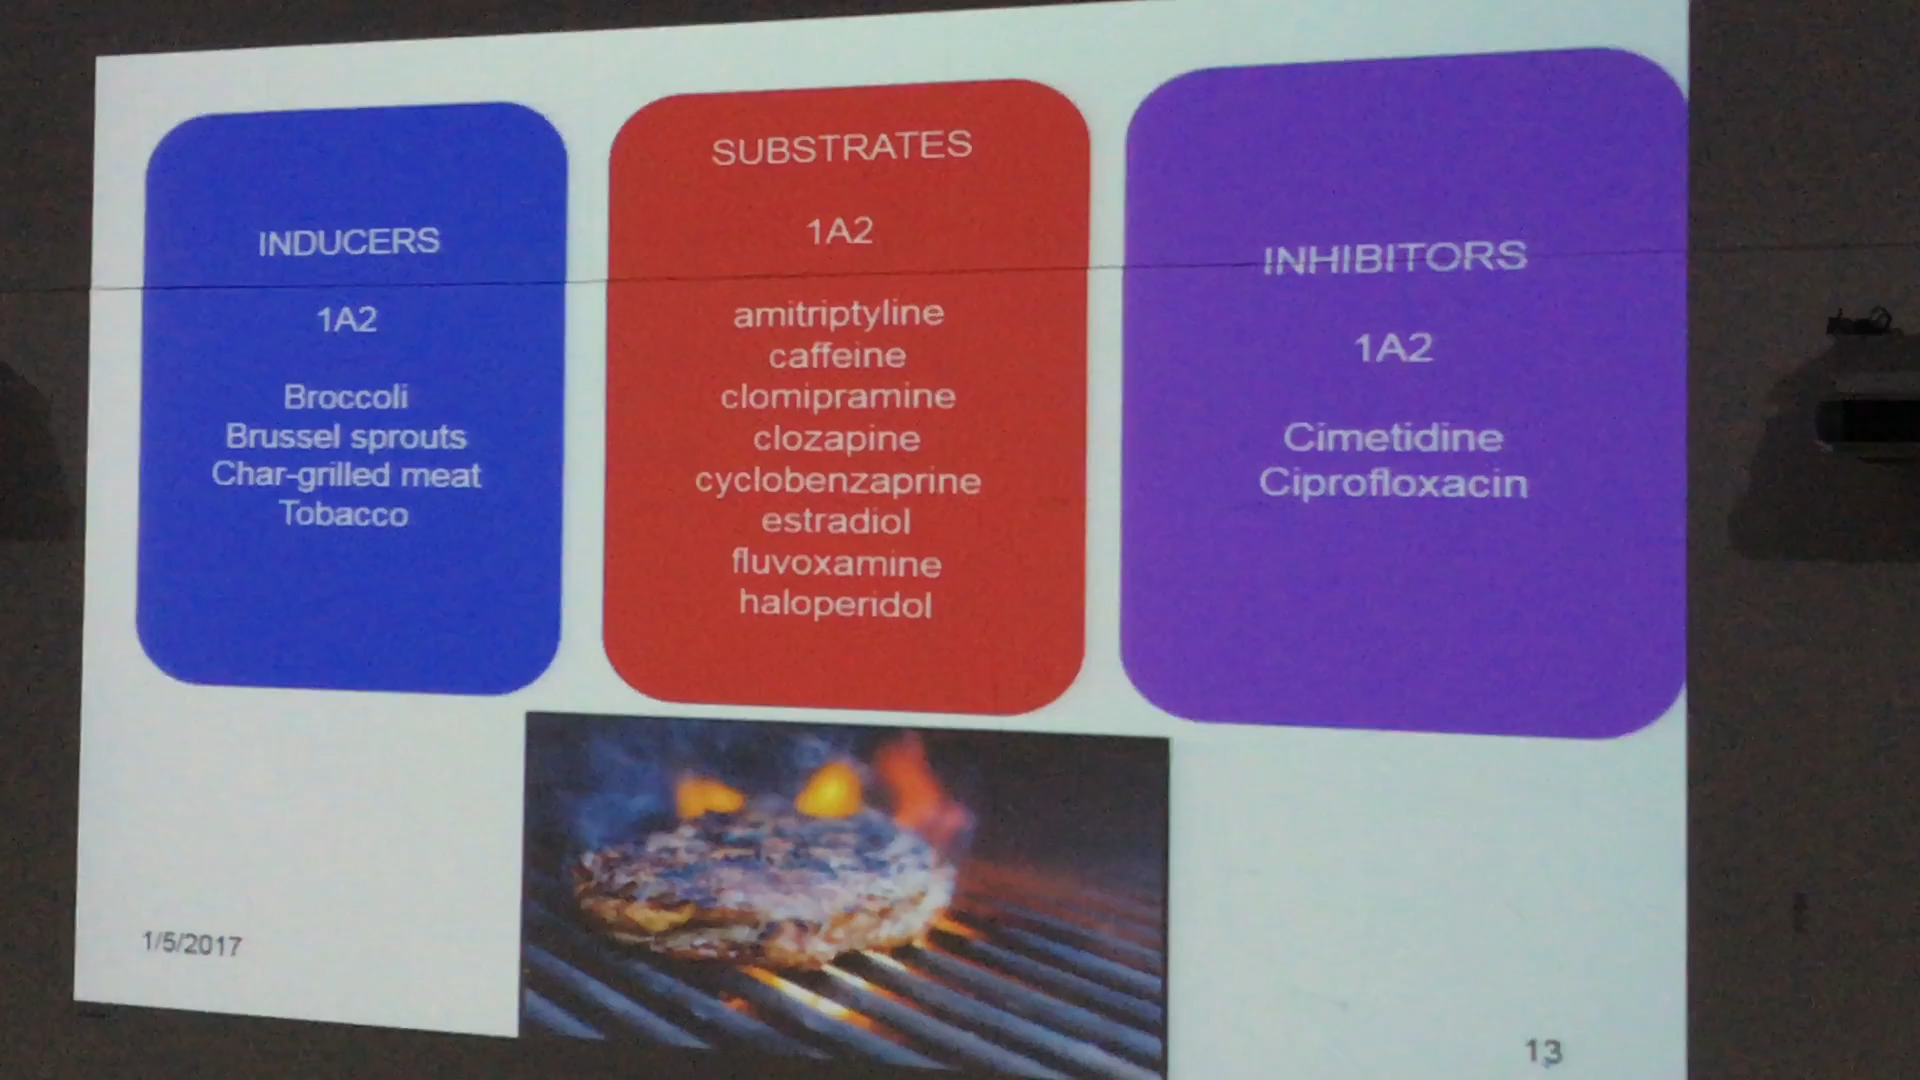 INDUCERS
1A2
Broccoli
Brussel sprouts
Char-grilled meat
Tobacco
SUBSTRATES
1A2
amitriptyline
caffeine
clomipramine
clozapine
cyclobenzaprine
estradiol
fluvoxamine
haloperidol
INHIBITORS
1A2
Cimetidine
Ciprofloxacin
1/5/2017
13